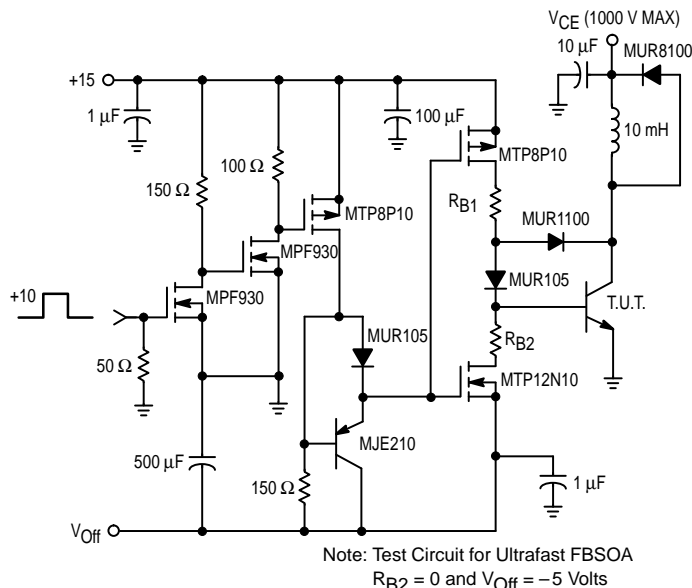 V_CE (1000 V MAX)
10 μF
MUR8100
+15
1 μF
100 μF
10 mH
MTP8P10
100 Ω
150 Ω
MTP8P10
R_B1
MUR1100
MPF930
MPF930
MUR105
T.U.T.
+10
MUR105
R_B2
50 Ω
MTP12N10
MJE210
500 μF
150 Ω
1 μF
V_Off
Note: Test Circuit for Ultrafast FBSOA
R_B2 = 0 and V_Off = –5 Volts